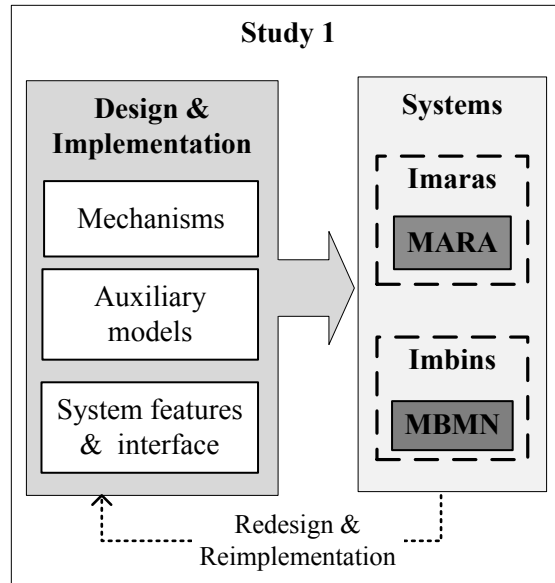 Study 1
Design &
Implementation
Mechanisms
Auxiliary
models
System features
& interface
Systems
Imaras
MARA
Imbins
MBMN
Redesign &
Reimplementation